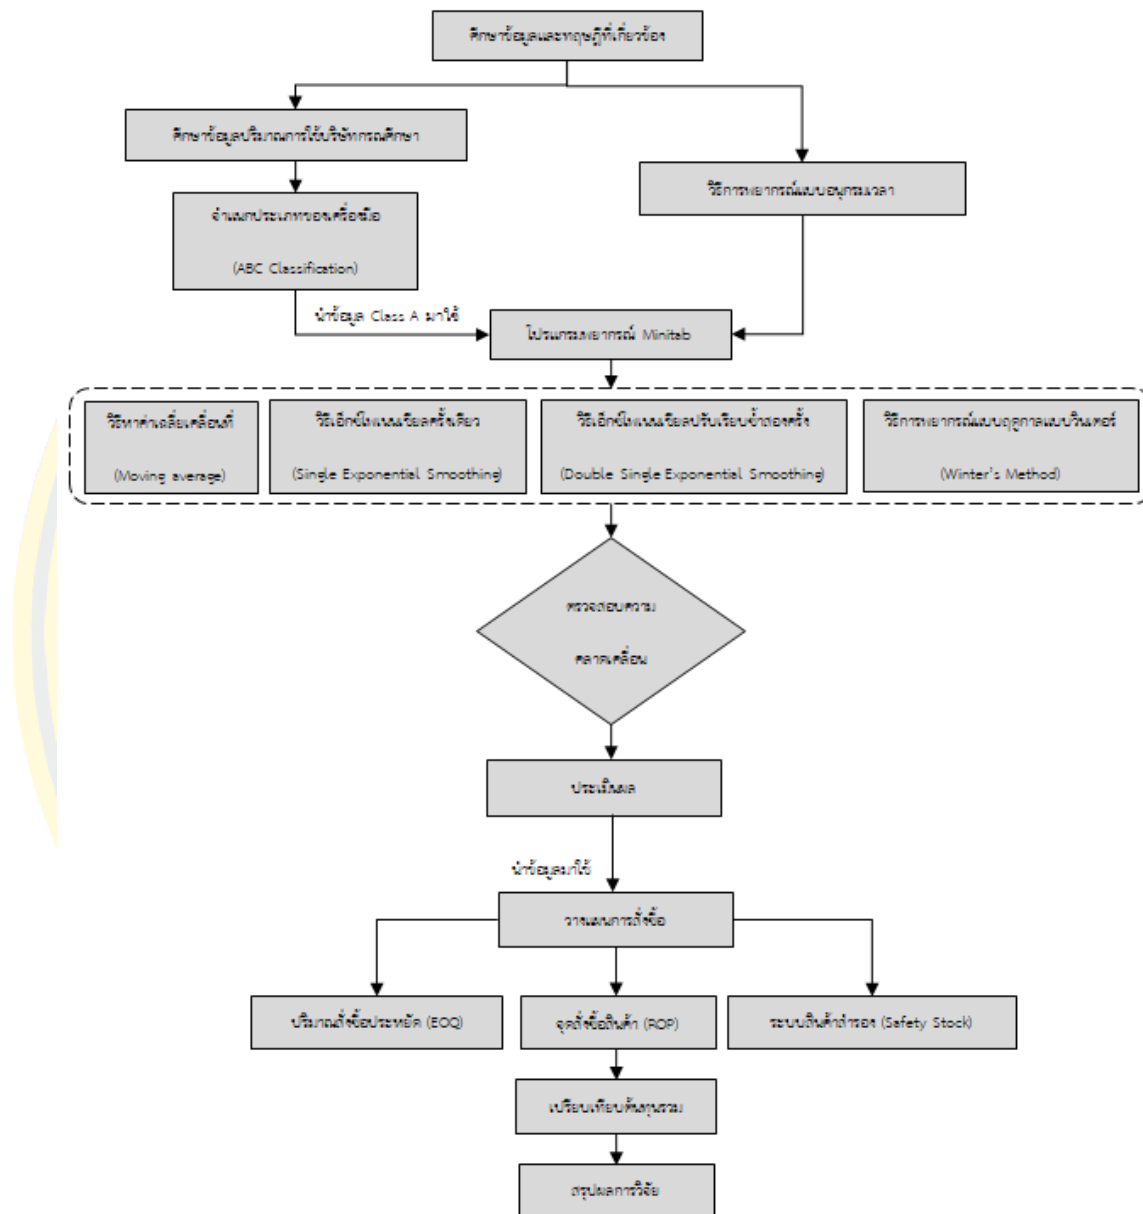 ศึกษาข้อมูลและทฤษฎีที่เกี่ยวข้อง
ศึกษาข้อมูลปริมาณการใช้บริษัทกรณศึกษา
วิธีการพยากรณ์แบบอนุกรมเวลา
จำแนกประเภทของเครื่องมือ
(ABC Classification)
นำข้อมูล Class A มาใช้
โปรแกรมพยากรณ์ Minitab
วิธีหาค่าเฉลี่ยเคลื่อนที่
(Moving average)
วิธีเอ็กซ์โพเนนเชียลครั้งเดียว
(Single Exponential Smoothing)
วิธีเอ็กซ์โพเนนเชียลปรับเรียบซ้ำสองครั้ง
(Double Single Exponential Smoothing)
วิธีการพยากรณ์แบบฤดูกาลแบบวินเทอร์
(Winter's Method)
ตรวจสอบความ
คลาดเคลื่อน
ประเมินผล
นำข้อมูลมาใช้
วางแผนการสั่งซื้อ
ปริมาณสั่งซื้อประหยัด (EOQ)
จุดสั่งซื้อสินค้า (ROP)
ระบบสินค้าสำรอง (Safety Stock)
เปรียบเทียบต้นทุนรวม
สรุปผลการวิจัย